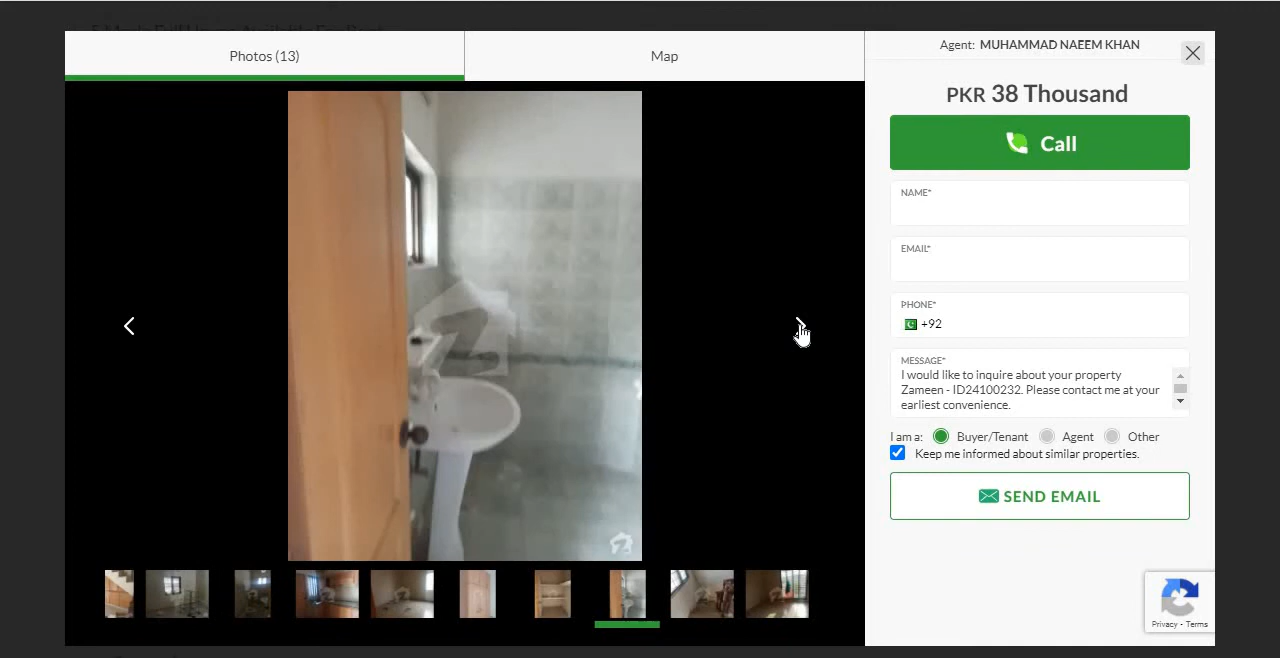 Photos (13)
Map
Agent: MUHAMMAD NAEEM KHAN
PKR 38 Thousand
Call
NAME*
EMAIL*
PHONE*
+92
MESSAGE*
I would like to inquire about your property
Zameen - ID24100232. Please contact me at your
earliest convenience.
I am a: Buyer/Tenant Agent Other
Keep me informed about similar properties.
SEND EMAIL
Privacy - Terms